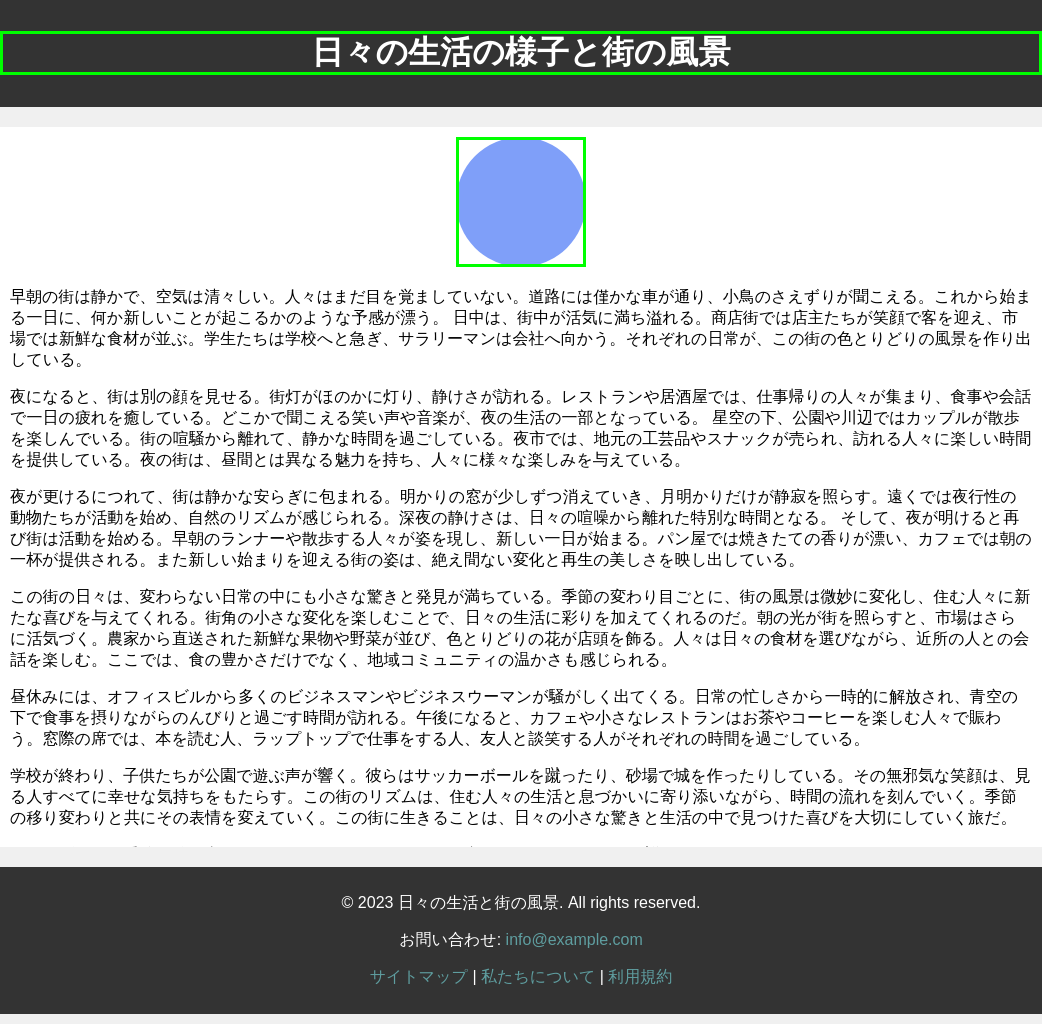 日々の生活の様子と街の風景
早朝の街は静かで、空気は清々しい。人々はまだ目を覚ましていない。道路には僅かな車が通り、小鳥のさえずりが聞こえる。これから始ま
る一日に、何か新しいことが起こるかのような予感が漂う。 日中は、街中が活気に満ち溢れる。商店街では店主たちが笑顔で客を迎え、市
場では新鮮な食材が並ぶ。学生たちは学校へと急ぎ、サラリーマンは会社へ向かう。それぞれの日常が、この街の色とりどりの風景を作り出
している。
夜になると、街は別の顔を見せる。街灯がほのかに灯り、静けさが訪れる。レストランや居酒屋では、仕事帰りの人々が集まり、食事や会話
で一日の疲れを癒している。どこかで聞こえる笑い声や音楽が、夜の生活の一部となっている。 星空の下、公園や川辺ではカップルが散歩
を楽しんでいる。街の喧騒から離れて、静かな時間を過ごしている。夜市では、地元の工芸品やスナックが売られ、訪れる人々に楽しい時間
を提供している。夜の街は、昼間とは異なる魅力を持ち、人々に様々な楽しみを与えている。
夜が更けるにつれて、街は静かな安らぎに包まれる。明かりの窓が少しずつ消えていき、月明かりだけが静寂を照らす。遠くでは夜行性の
動物たちが活動を始め、自然のリズムが感じられる。深夜の静けさは、日々の喧噪から離れた特別な時間となる。 そして、夜が明けると再
び街は活動を始める。早朝のランナーや散歩する人々が姿を現し、新しい一日が始まる。パン屋では焼きたての香りが漂い、カフェでは朝の
一杯が提供される。また新しい始まりを迎える街の姿は、絶え間ない変化と再生の美しさを映し出している。
この街の日々は、変わらない日常の中にも小さな驚きと発見が満ちている。季節の変わり目ごとに、街の風景は微妙に変化し、住む人々に新
たな喜びを与えてくれる。街角の小さな変化を楽しむことで、日々の生活に彩りを加えてくれるのだ。朝の光が街を照らすと、市場はさら
に活気づく。農家から直送された新鮮な果物や野菜が並び、色とりどりの花が店頭を飾る。人々は日々の食材を選びながら、近所の人との会
話を楽しむ。ここでは、食の豊かさだけでなく、地域コミュニティの温かさも感じられる。
昼休みには、オフィスビルから多くのビジネスマンやビジネスウーマンが騒がしく出てくる。日常の忙しさから一時的に解放され、青空の
下で食事を摂りながらのんびりと過ごす時間が訪れる。午後になると、カフェや小さなレストランはお茶やコーヒーを楽しむ人々で賑わ
う。窓際の席では、本を読む人、ラップトップで仕事をする人、友人と談笑する人がそれぞれの時間を過ごしている。
学校が終わり、子供たちが公園で遊ぶ声が響く。彼らはサッカーボールを蹴ったり、砂場で城を作ったりしている。その無邪気な笑顔は、見
る人すべてに幸せな気持ちをもたらす。この街のリズムは、住む人々の生活と息づかいに寄り添いながら、時間の流れを刻んでいく。季節
の移り変わりと共にその表情を変えていく。この街に生きることは、日々の小さな驚きと生活の中で見つけた喜びを大切にしていく旅だ。
© 2023 日々の生活と街の風景. All rights reserved.
お問い合わせ: info@example.com
サイトマップ | 私たちについて | 利用規約